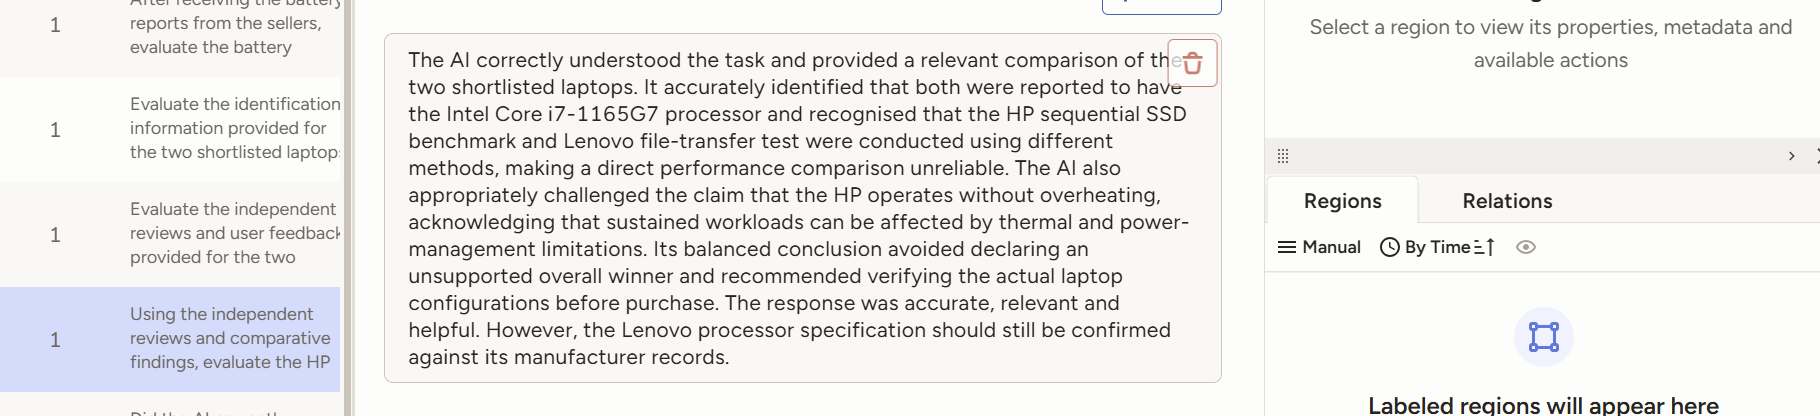 After receiving the battery
1
reports from the sellers,
evaluate the battery
Evaluate the identification
1
information provided for
the two shortlisted laptops
Evaluate the independent
1
reviews and user feedback
provided for the two
Using the independent
1
reviews and comparative
findings, evaluate the HP
The AI correctly understood the task and provided a relevant comparison of the
two shortlisted laptops. It accurately identified that both were reported to have
the Intel Core i7-1165G7 processor and recognised that the HP sequential SSD
benchmark and Lenovo file-transfer test were conducted using different
methods, making a direct performance comparison unreliable. The AI also
appropriately challenged the claim that the HP operates without overheating,
acknowledging that sustained workloads can be affected by thermal and power-
management limitations. Its balanced conclusion avoided declaring an
unsupported overall winner and recommended verifying the actual laptop
configurations before purchase. The response was accurate, relevant and
helpful. However, the Lenovo processor specification should still be confirmed
against its manufacturer records.
Select a region to view its properties, metadata and
available actions
Regions
Relations
Manual
By Time
Labeled regions will appear here